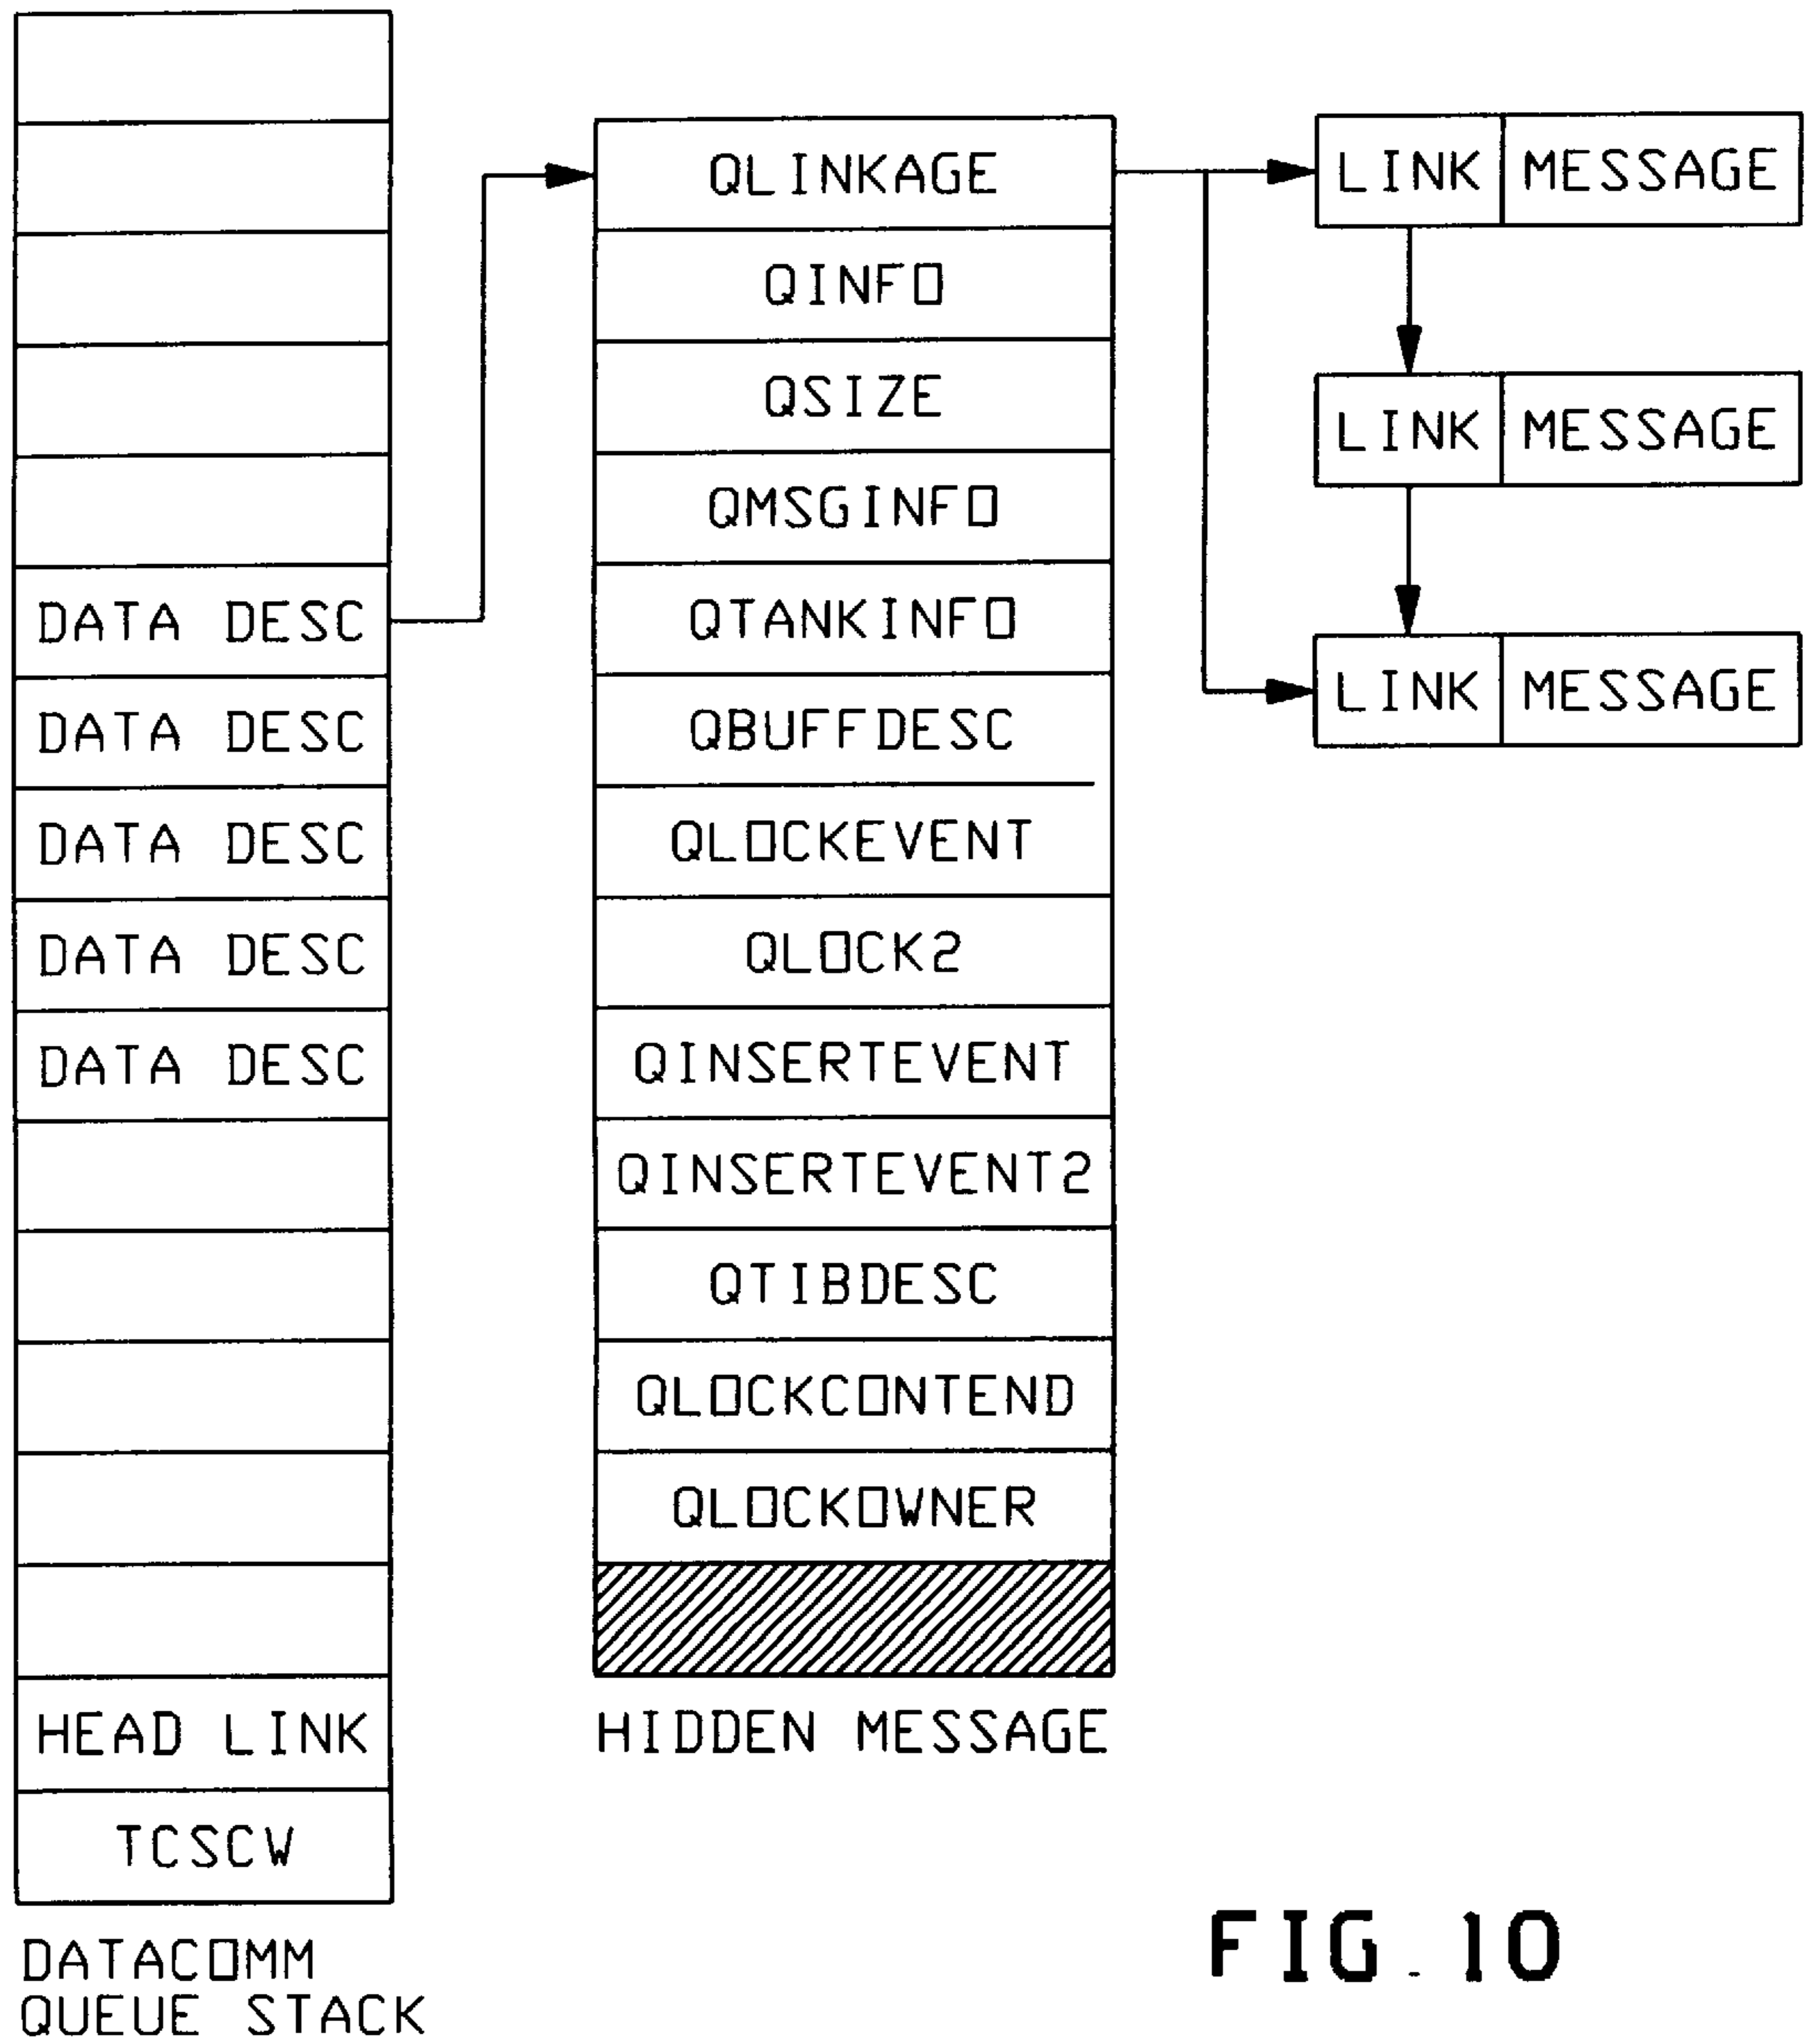 DATA DESC
DATA DESC
DATA DESC
DATA DESC
DATA DESC
HEAD LINK
TCSCW
DATACOMM
QUEUE STACK
QLINKAGE
QINFO
QSIZE
QMSGINFO
QTANKINFO
QBUFFDESC
QLOCKEVENT
QLOCK2
QINSERTEVENT
QINSERTEVENT2
QTIBDESC
QLOCKCONTEND
QLOCKOWNER
HIDDEN MESSAGE
LINK MESSAGE
LINK MESSAGE
LINK MESSAGE
FIG. 10